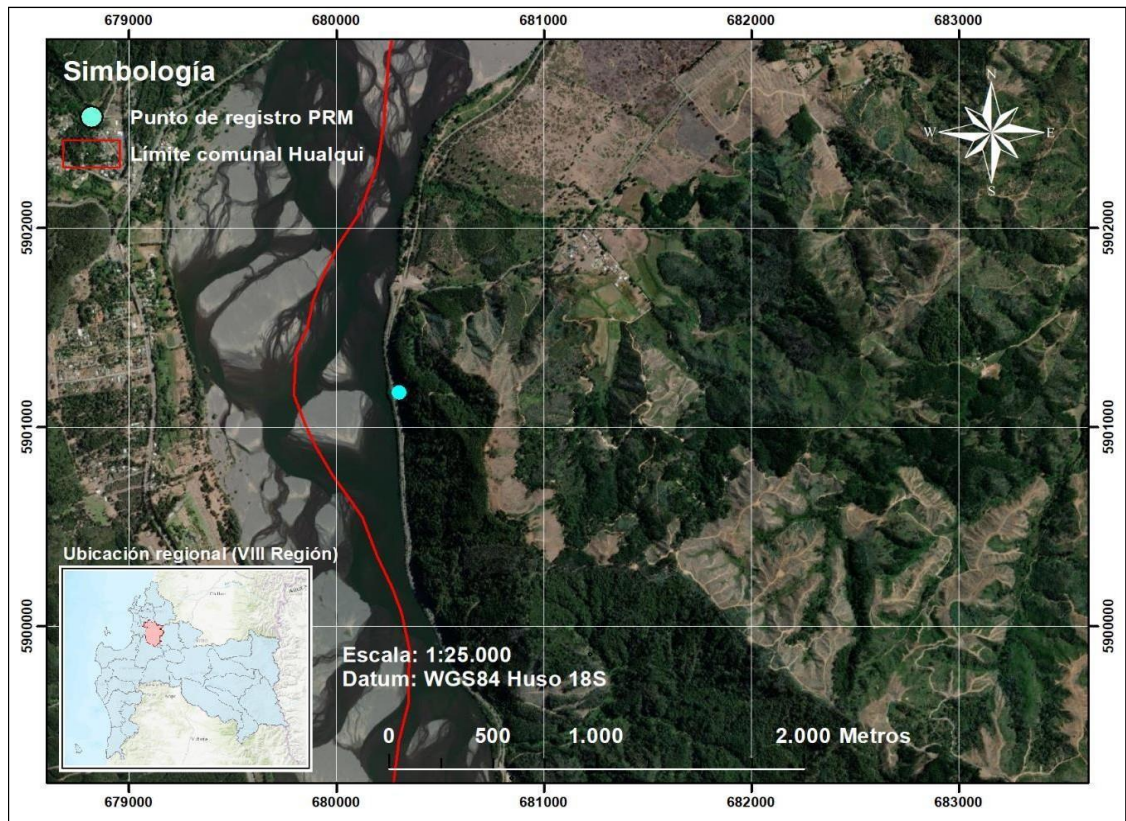 679000 680000 681000 682000 683000
Simbología
Punto de registro PRM
Límite comunal Hualqui
N
W E
S
5902000 5902000
5901000 5901000
5900000 5900000
Ubicación regional (VIII Región)
Escala: 1:25.000
Datum: WGS84 Huso 18S
0 500 1.000 2.000 Metros
679000 680000 681000 682000 683000